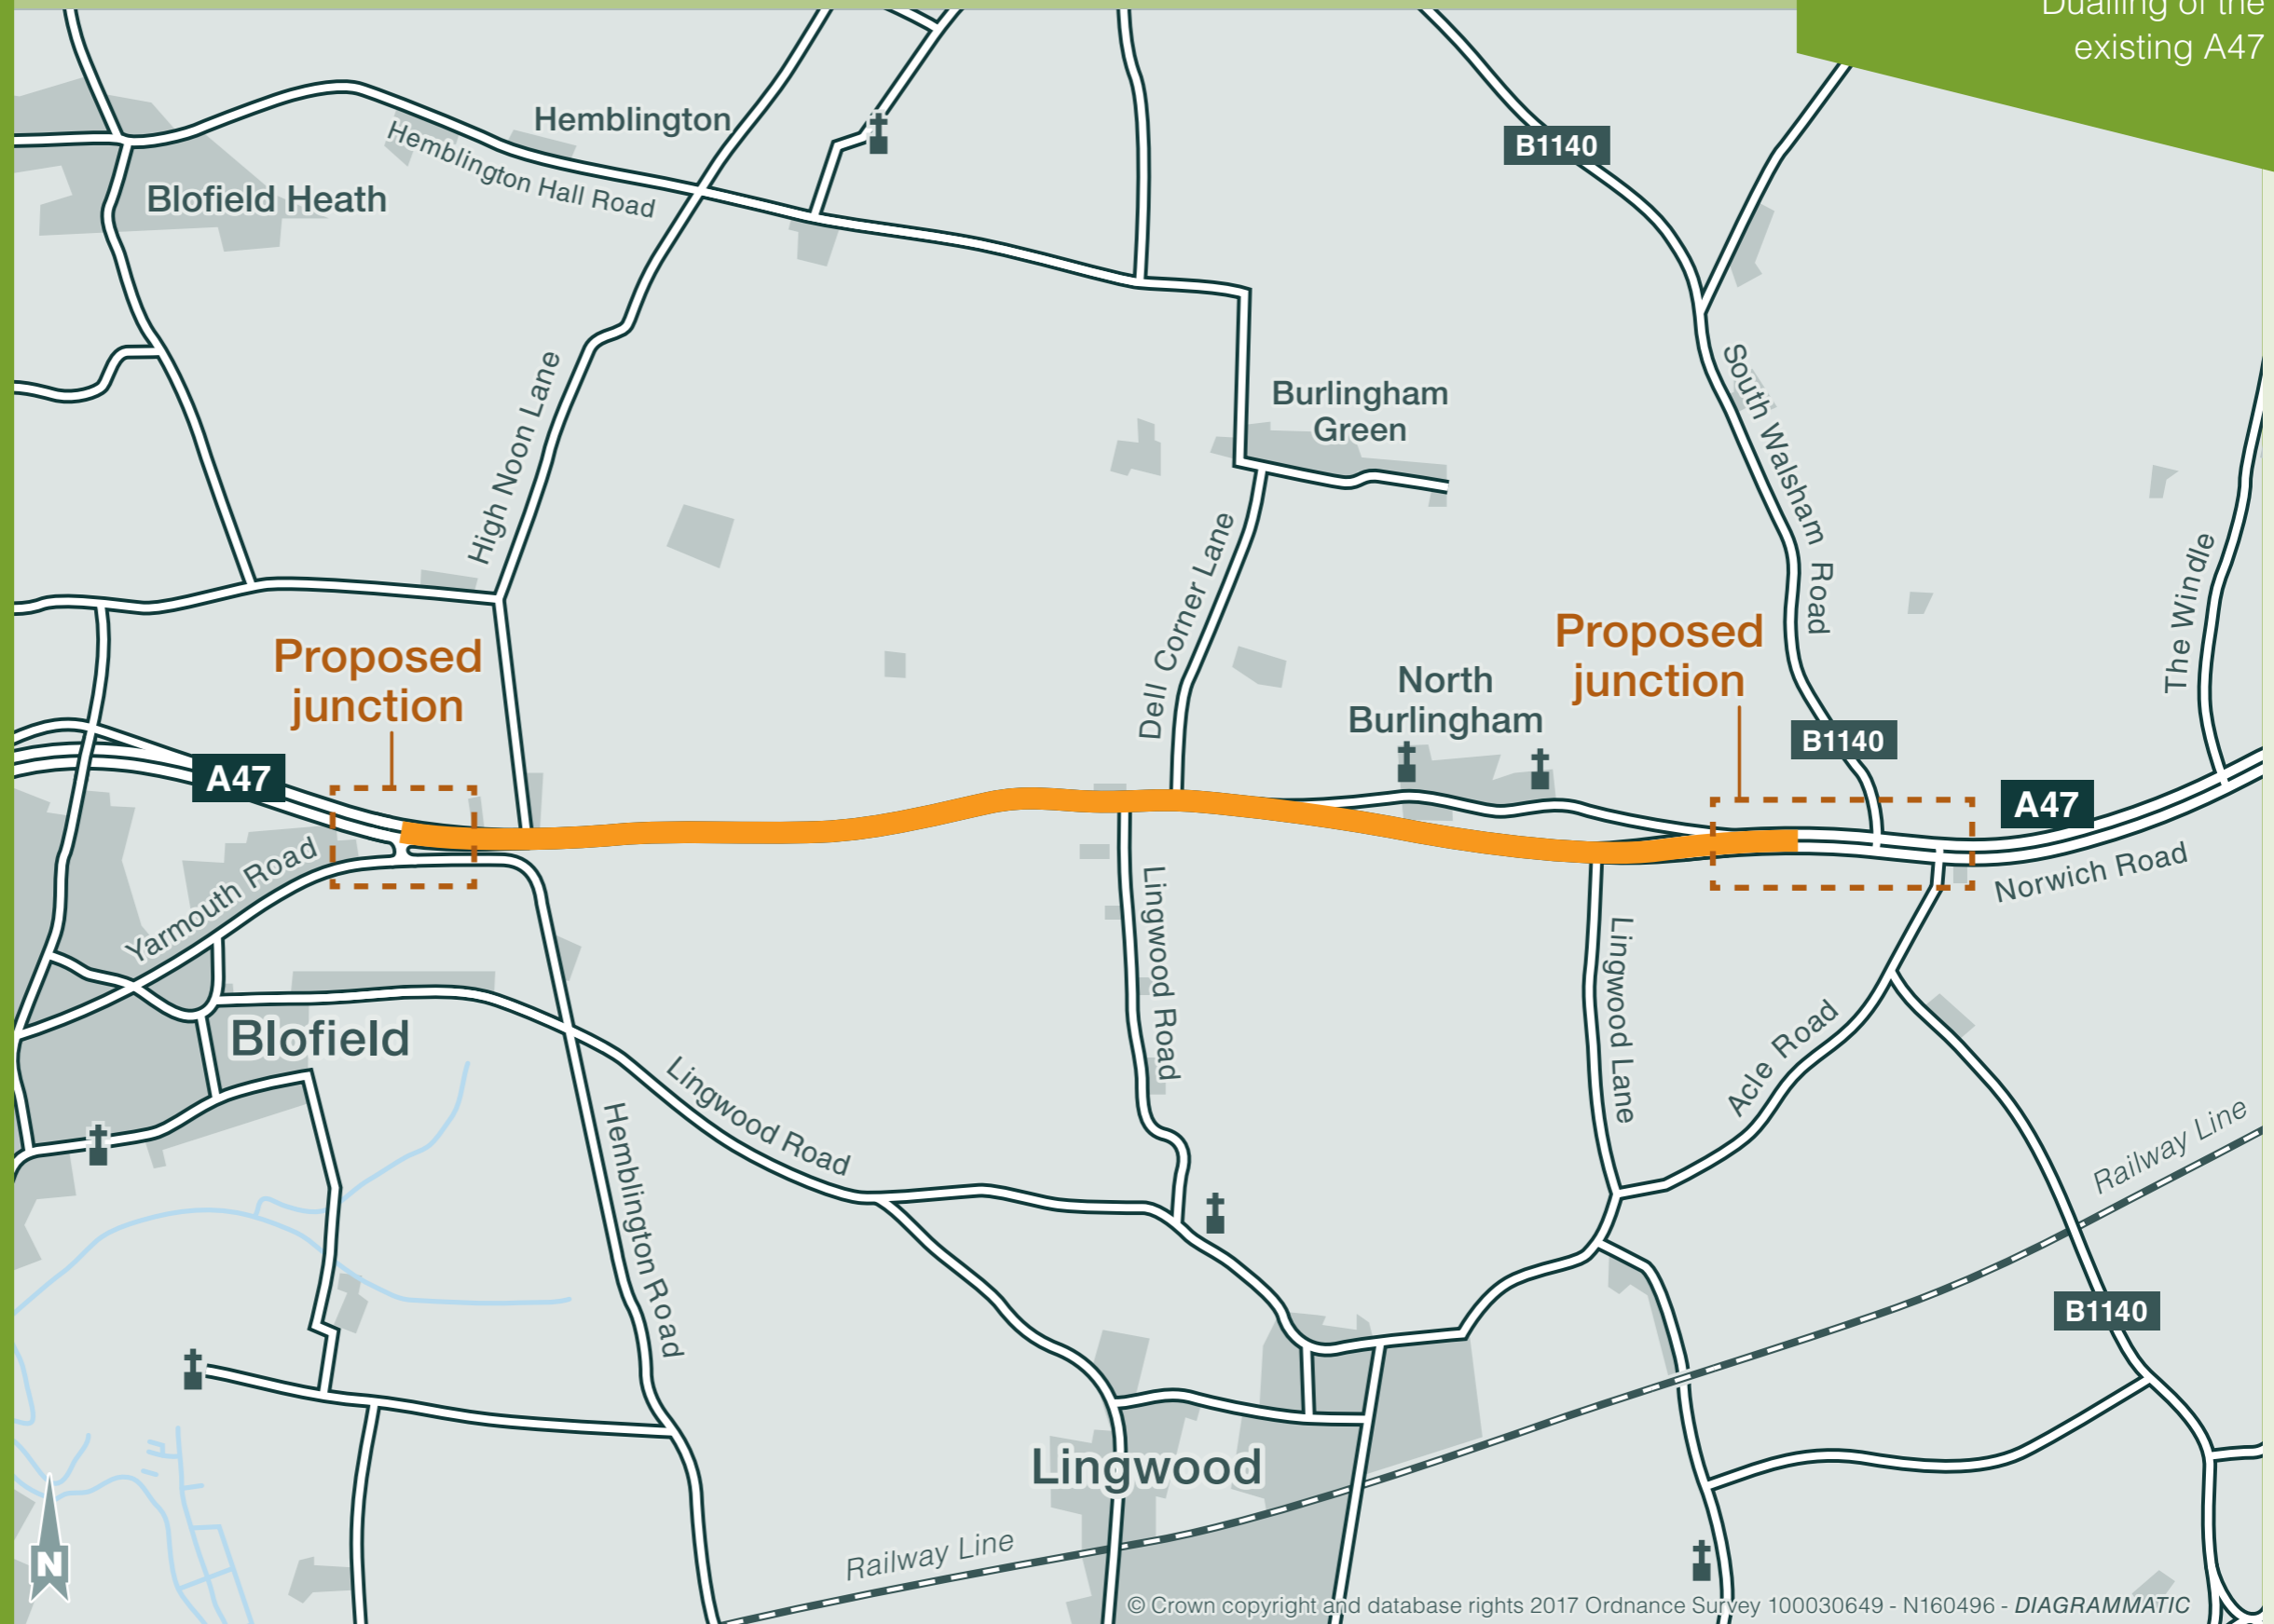 Dualling of the
existing A47
Hemblington
B1140
Hemblington Hall Road
Blofield Heath
High Noon Lane
Burlingham
Green
South Walsham Road
Dell Corner Lane
The Windle
Proposed
junction
Proposed
junction
North
Burlingham
B1140
A47
A47
Yarmouth Road
Norwich Road
Lingwood Road
Lingwood Lane
Blofield
Acle Road
Lingwood Road
Hemblington Road
Railway Line
B1140
Lingwood
Railway Line
N
© Crown copyright and database rights 2017 Ordnance Survey 100030649 - N160496 - DIAGRAMMATIC